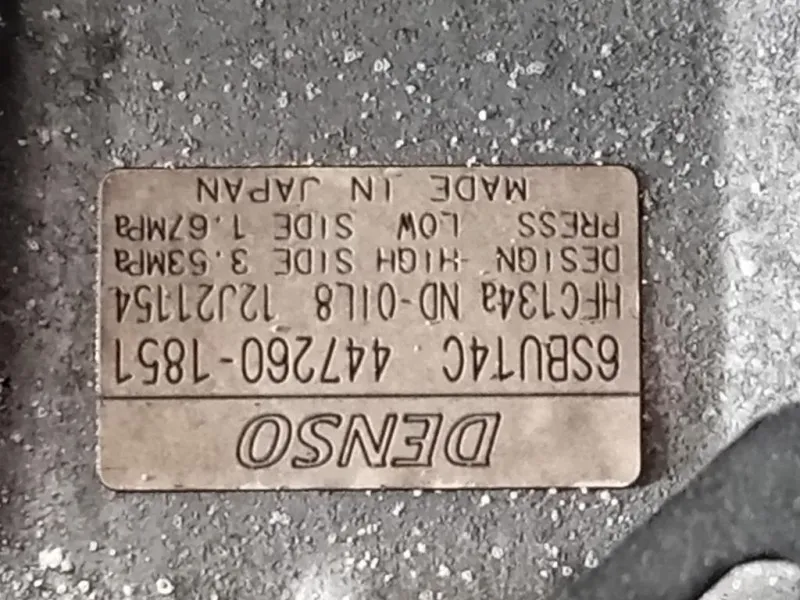 DENSO
6SBU14C 447260-1851
HFC134a ND-OIL8 12J21154
DESIGN HIGH SIDE 3.53MPa
PRESS LOW SIDE 1.67MPa
MADE IN JAPAN